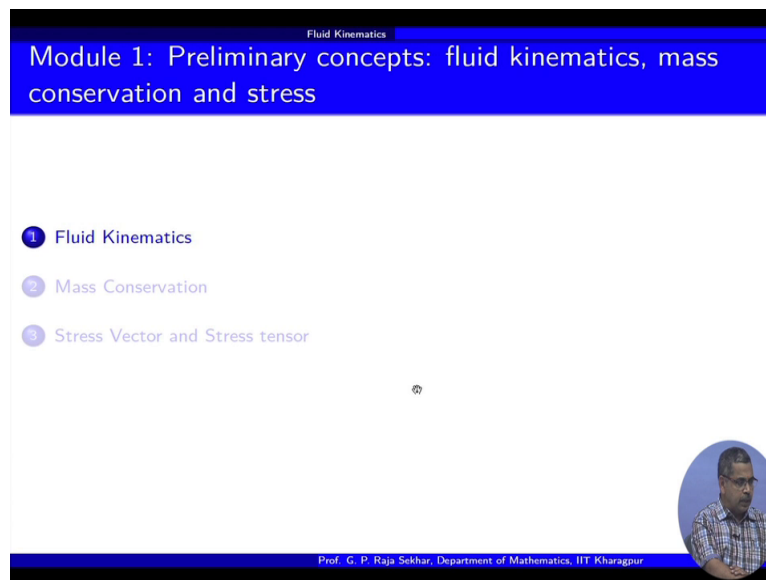 Fluid Kinematics
Module 1: Preliminary concepts: fluid kinematics, mass
conservation and stress
1 Fluid Kinematics
2 Mass Conservation
3 Stress Vector and Stress tensor
Prof. G. P. Raja Sekhar, Department of Mathematics, IIT Kharagpur